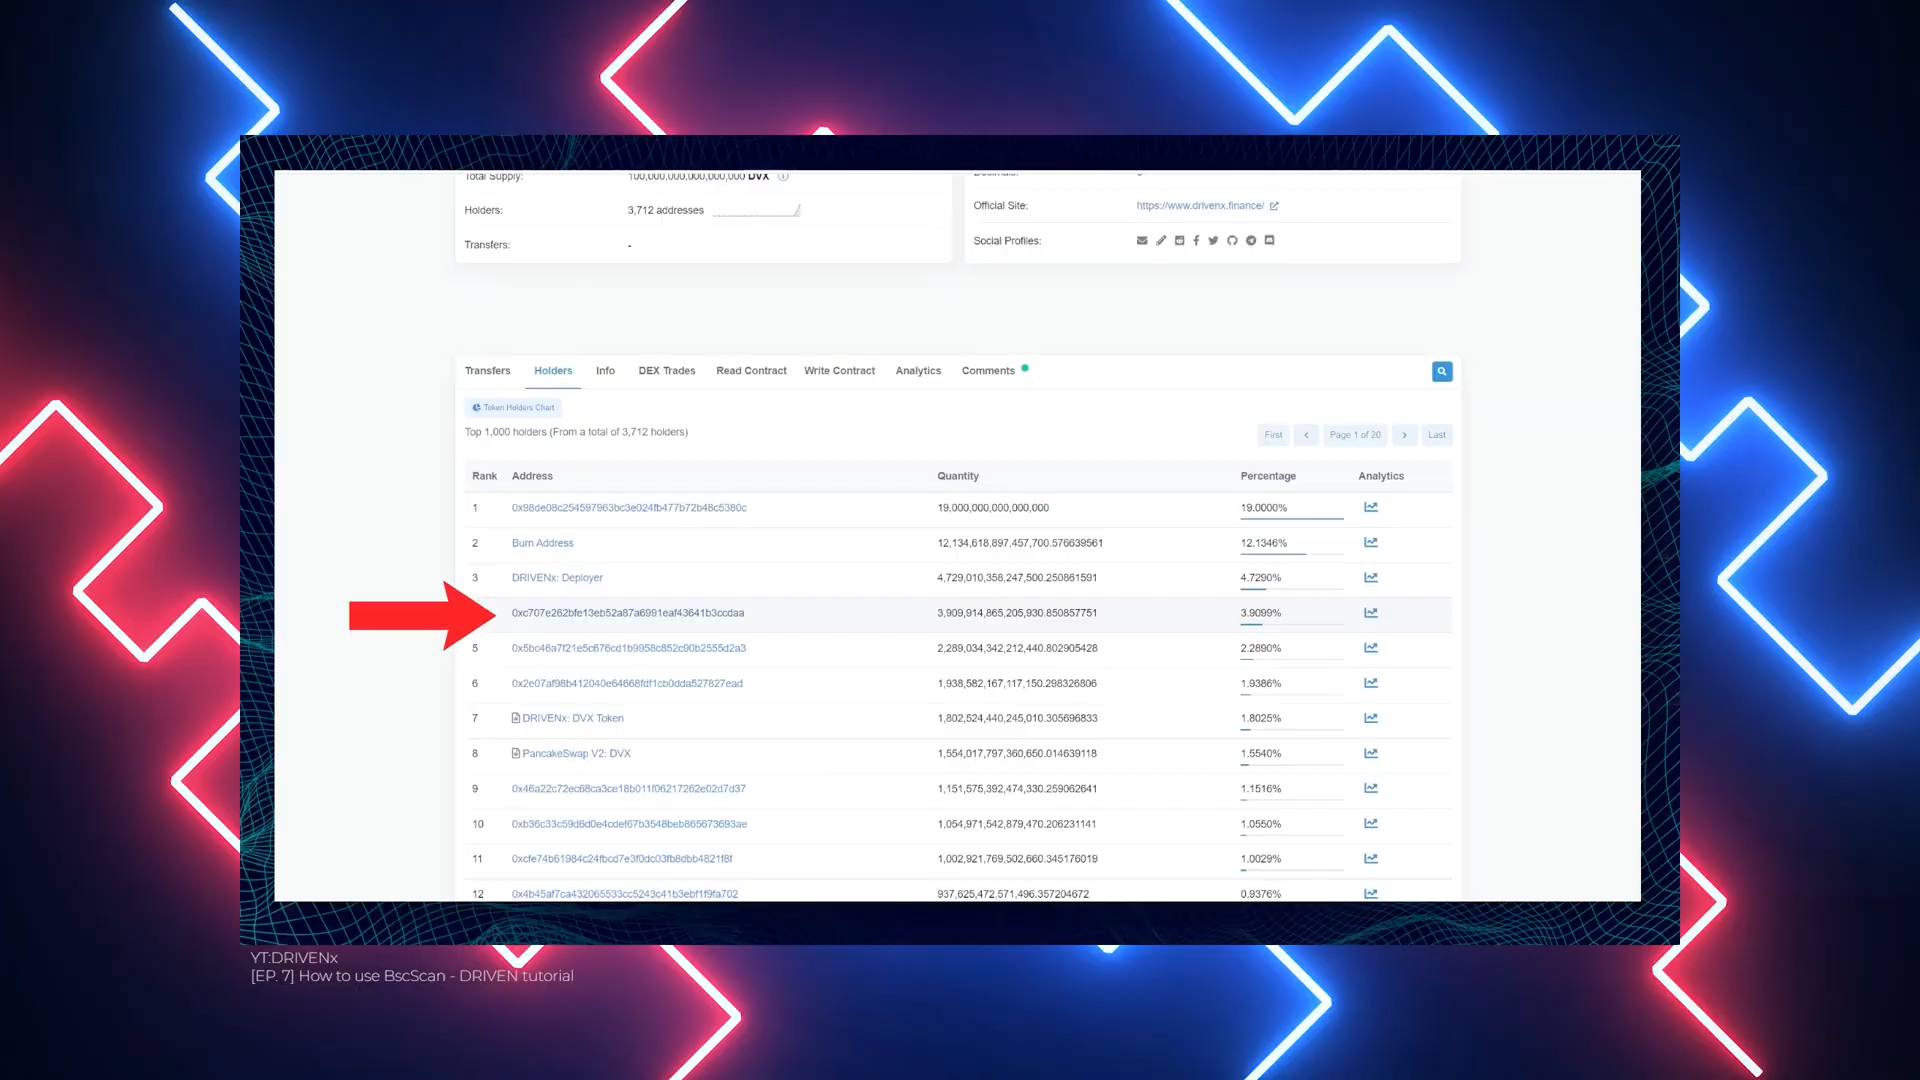 Total Supply: 100,000,000,000,000,000 DVX
Holders: 3,712 addresses
Transfers: -
Decimals:
Official Site: https://www.drivenx.finance/
Social Profiles:
Transfers Holders Info DEX Trades Read Contract Write Contract Analytics Comments
Token Holders Chart
Top 1,000 holders (From a total of 3,712 holders)
First Page 1 of 20 Last
Rank Address Quantity Percentage Analytics
1 0x98de08c254597963bc3e024fb477b72b48c5380c 19,000,000,000,000,000 19.0000%
2 Burn Address 12,134,618,897,457,700.576639561 12.1346%
3 DRIVENx: Deployer 4,729,010,358,247,500.250861591 4.7290%
0xc707e262bfe13eb52a87a6991eaf43641b3ccdaa 3,909,914,865,205,930.850857751 3.9099%
5 0x5bc46a7f21e5c676cd1b9958c852c90b2555d2a3 2,289,034,342,212,440.802905428 2.2890%
6 0x2e07af98b412040e64668fdf1cb0dda527827ead 1,938,582,167,117,150.298326806 1.9386%
7 DRIVENx: DVX Token 1,802,524,440,245,010.305696833 1.8025%
8 PancakeSwap V2: DVX 1,554,017,797,360,650.014639118 1.5540%
9 0x46a22c72ec68ca3ce18b011f06217262e02d7d37 1,151,575,392,474,330.259062641 1.1516%
10 0xb36c33c59d6d0e4cdef67b3548beb865673693ae 1,054,971,542,879,470.206231141 1.0550%
11 0xcfe74b61984c24fbcd7e3f0dc03fb8dbb4821f8f 1,002,921,769,502,660.345176019 1.0029%
12 0x4b45af7ca432065533cc5243c41b3ebf1f9fa702 937,625,472,571,496.357204672 0.9376%
YT:DRIVENx
[EP. 7] How to use BscScan - DRIVEN tutorial